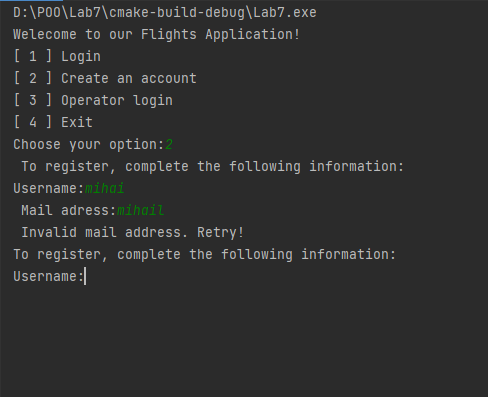 D:\POO\Lab7\cmake-build-debug\Lab7.exe
Welecome to our Flights Application!
[ 1 ] Login
[ 2 ] Create an account
[ 3 ] Operator login
[ 4 ] Exit
Choose your option:2
To register, complete the following information:
Username:mihai
Mail adress:mihail
Invalid mail address. Retry!
To register, complete the following information:
Username: